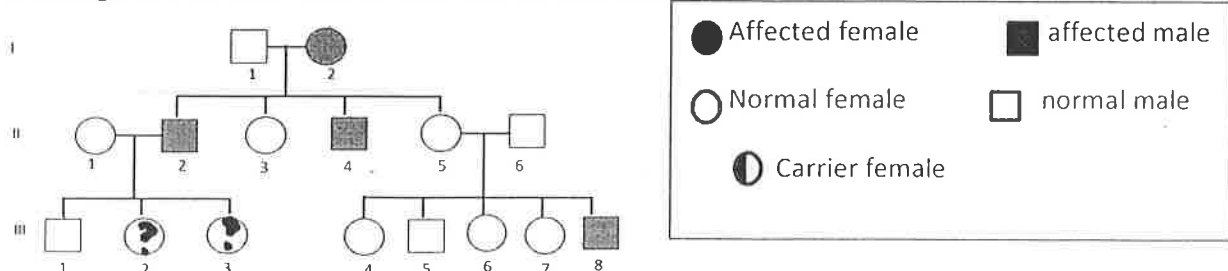 I
1 2
II
1 2 3 4 5 6
III
? ?
1 2 3 4 5 6 7 8
Affected female affected male
Normal female normal male
Carrier female